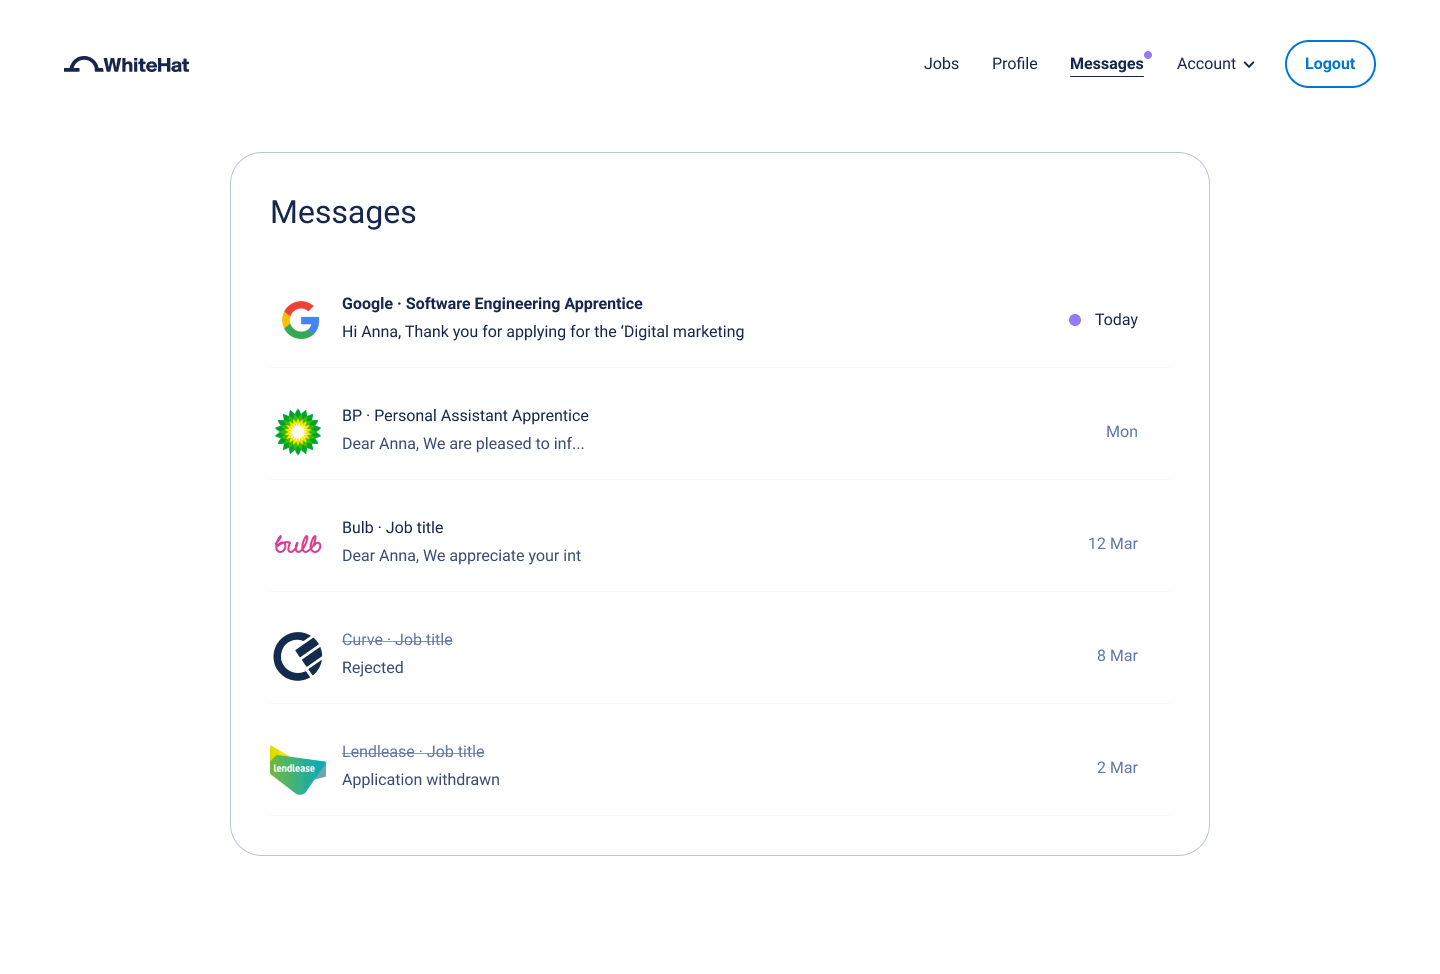 WhiteHat
Jobs
Profile
Messages
Account
Logout
Messages
Google · Software Engineering Apprentice
Hi Anna, Thank you for applying for the ‘Digital marketing
Today
BP · Personal Assistant Apprentice
Dear Anna, We are pleased to inf...
Mon
bulb
Bulb · Job title
Dear Anna, We appreciate your int
12 Mar
Curve · Job title
Rejected
8 Mar
lendlease
Lendlease · Job title
Application withdrawn
2 Mar